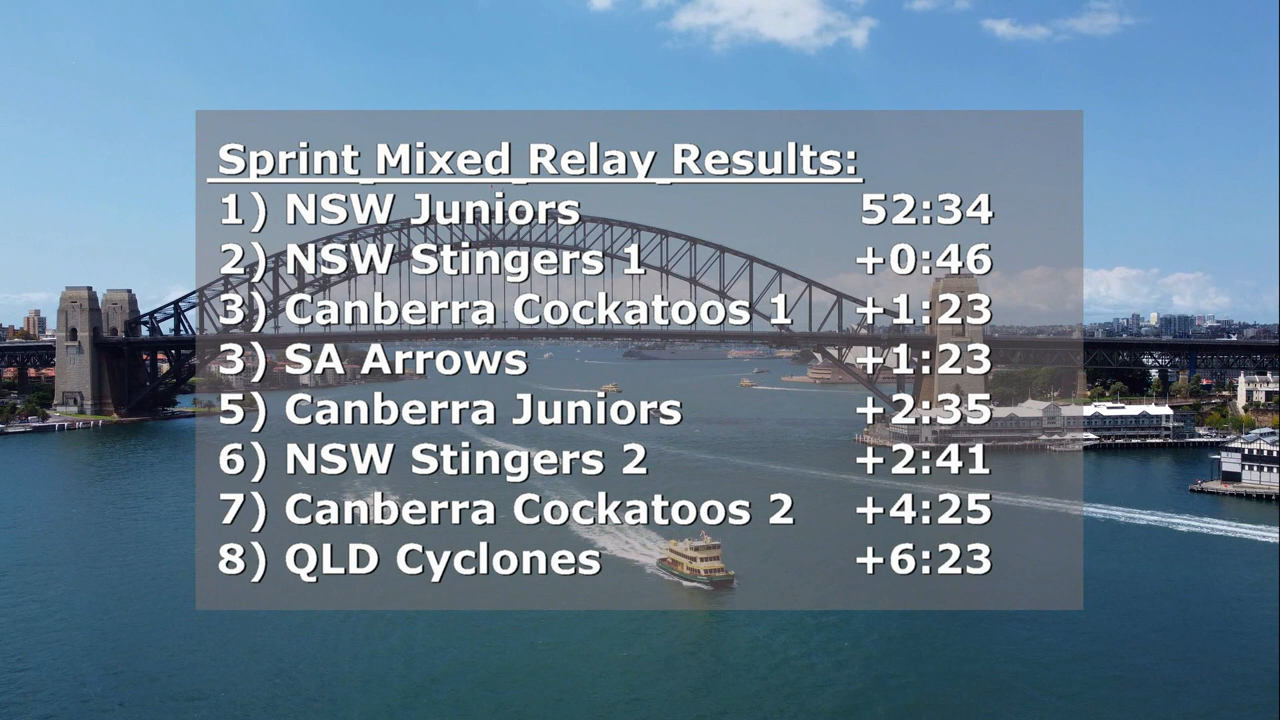 Sprint Mixed Relay Results:
1) NSW Juniors 52:34
2) NSW Stingers 1 +0:46
3) Canberra Cockatoos 1 +1:23
3) SA Arrows +1:23
5) Canberra Juniors +2:35
6) NSW Stingers 2 +2:41
7) Canberra Cockatoos 2 +4:25
8) QLD Cyclones +6:23